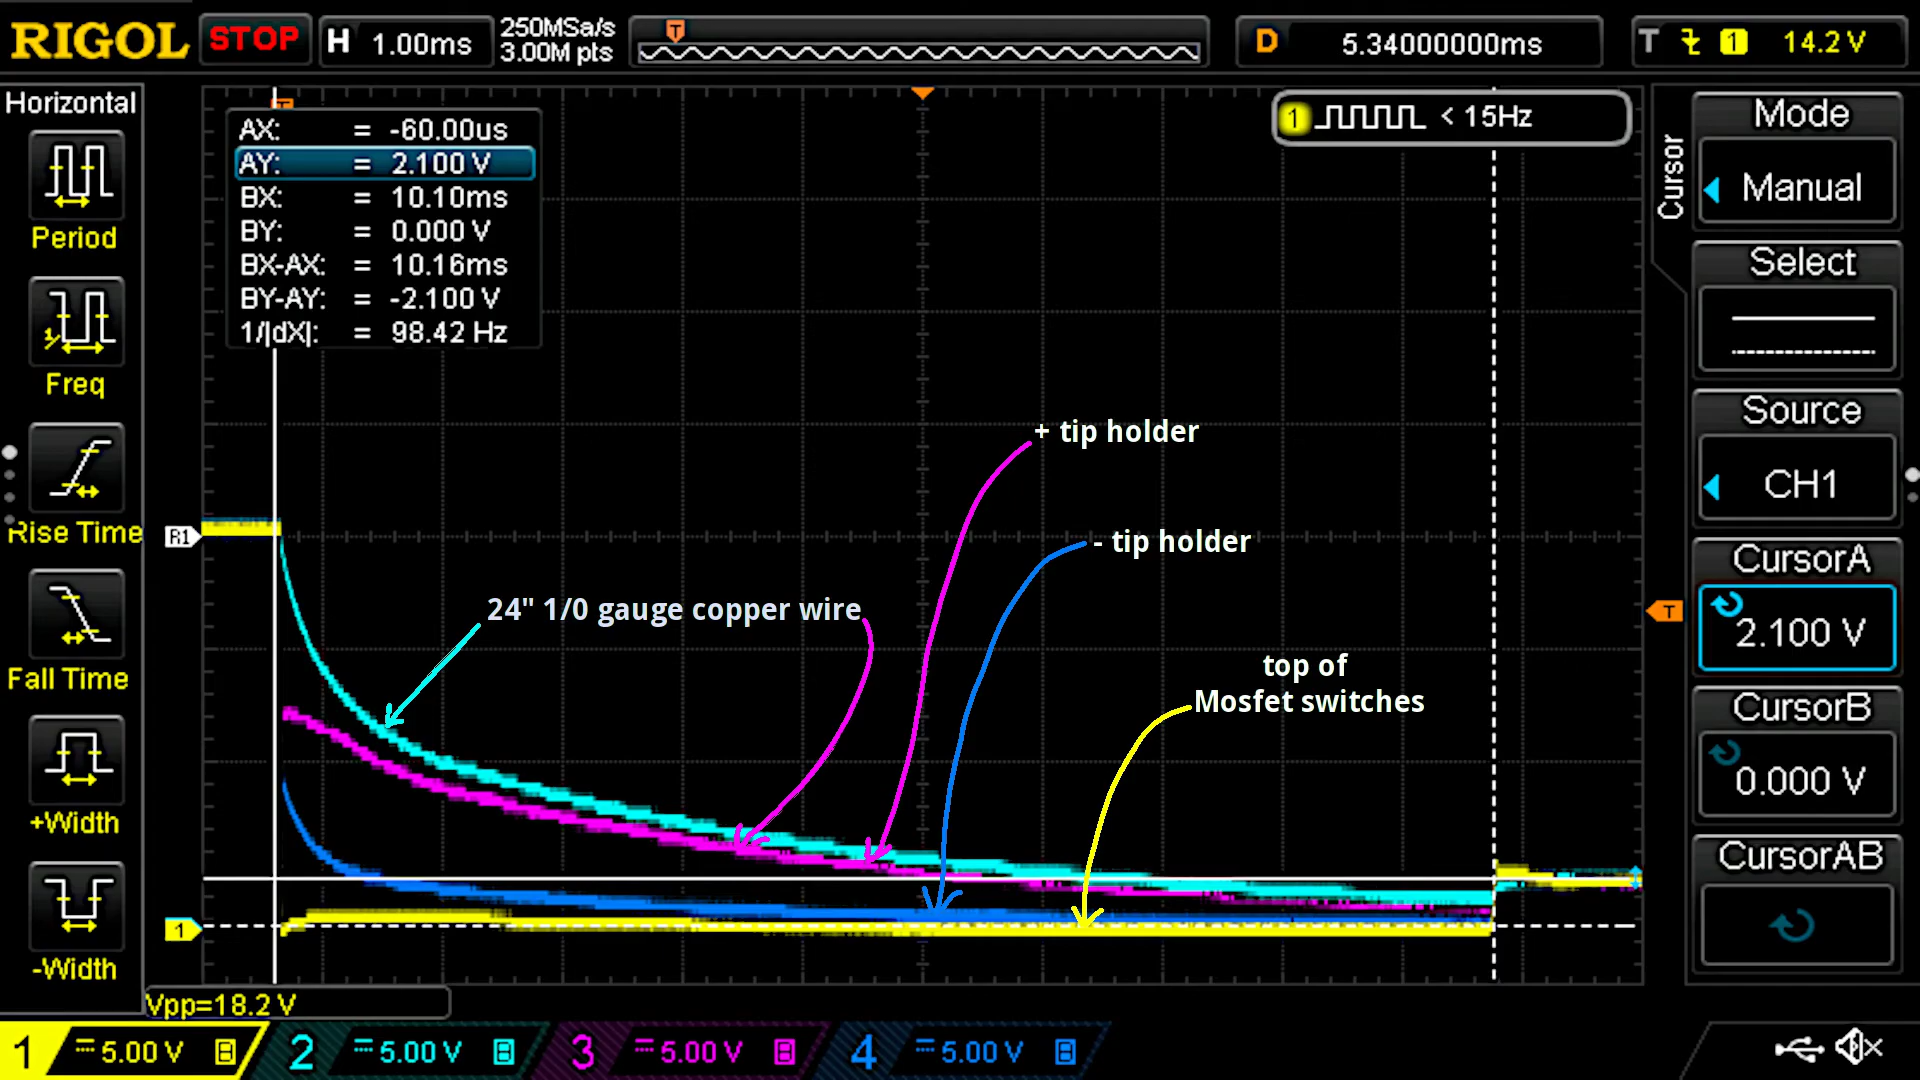 RIGOL STOP H 1.00ms 250MSa/s D 5.34000000ms T 1 14.2 V
3.00M pts
Horizontal
Period
Freq
Rise Time
Fall Time
+Width
-Width
T
AX: = -60.00us
AY: = 2.100 V
BX: = 10.10ms
BY: = 0.000 V
BX-AX: = 10.16ms
BY-AY: = -2.100 V
1/|dX|: = 98.42 Hz
1 < 15Hz
+ tip holder
- tip holder
24" 1/0 gauge copper wire
top of
Mosfet switches
R1
1
T
Vpp=18.2 V
Cursor
Mode
Manual
Select
Source
CH1
CursorA
2.100 V
CursorB
0.000 V
CursorAB
1 5.00 V B 2 5.00 V B 3 5.00 V B 4 5.00 V B